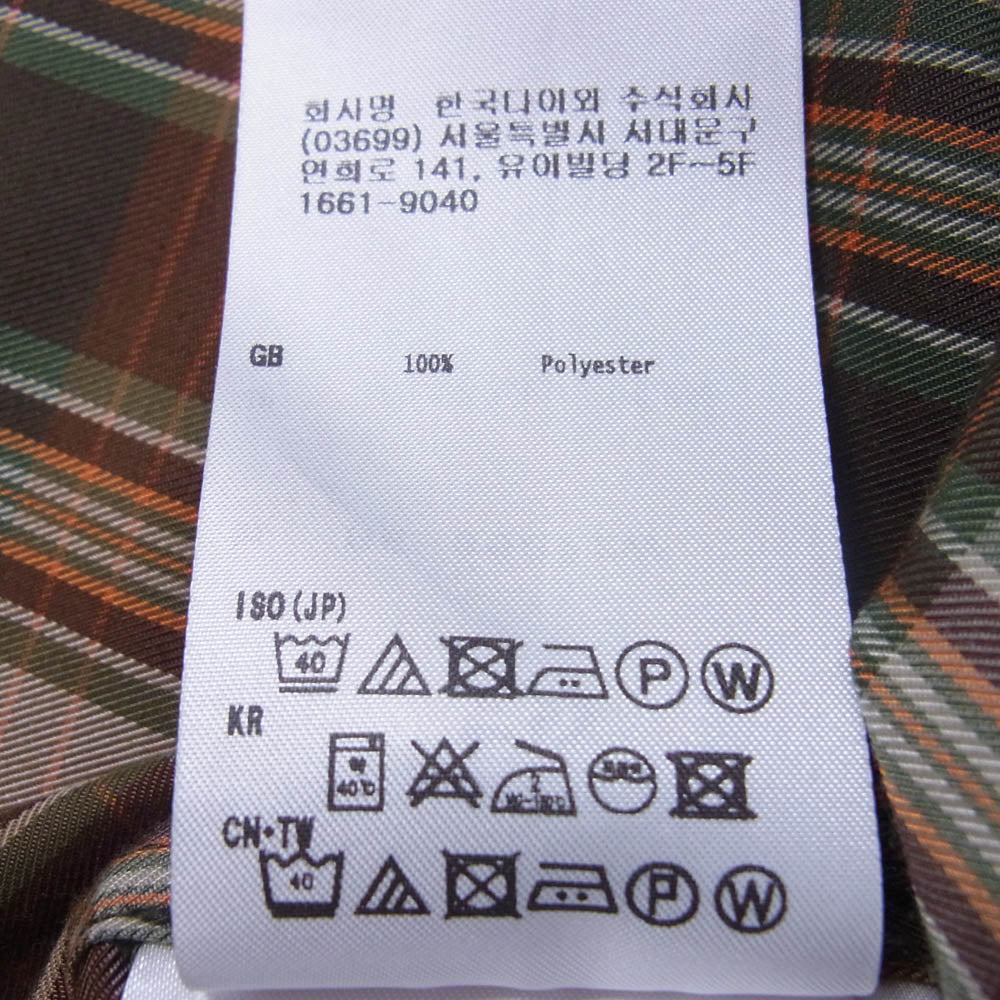 회사명 한국나이외 주식회사
(03699) 서울특별시 서대문구
연희로 141, 유이빌딩 2F~5F
1661-9040
GB 100% Polyester
ISO(JP)
40 P W
KR
40℃ 2
CN•TW
40 P W